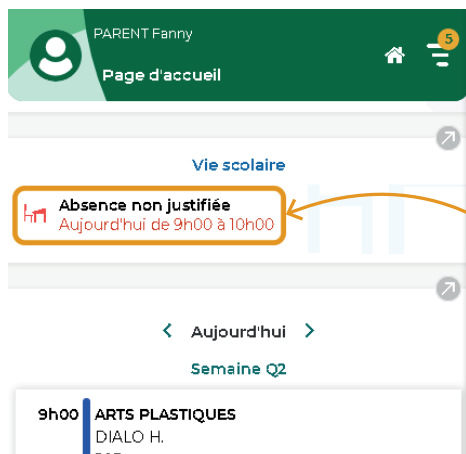 PARENT Fanny
5
Page d'accueil
Vie scolaire
Absence non justifiée
Aujourd'hui de 9h00 à 10h00
Aujourd'hui
Semaine Q2
9h00 ARTS PLASTIQUES
DIALO H.